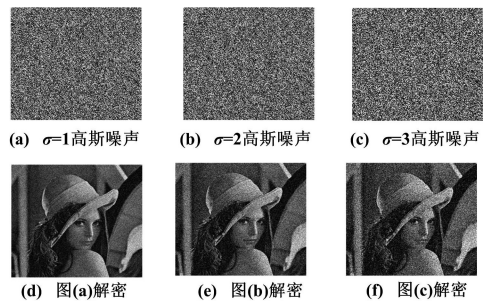 (a) σ=1高斯噪声 (b) σ=2高斯噪声 (c) σ=3高斯噪声
(d) 图(a)解密 (e) 图(b)解密 (f) 图(c)解密